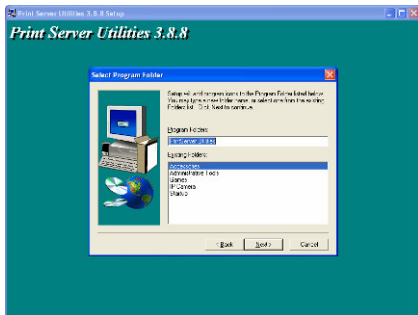 Print Server Utilities 3.8.8 Setup
Print Server Utilities 3.8.8
Select Program Folder
Setup will add program icons to the Program Folder listed below.
You may type a new folder name, or select one from the existing
Folders list. Click Next to continue.
Program Folders:
PrintServer Utilities
Existing Folders:
Accessories
Administrative Tools
Games
IP Camera
Startup
< Back
Next >
Cancel